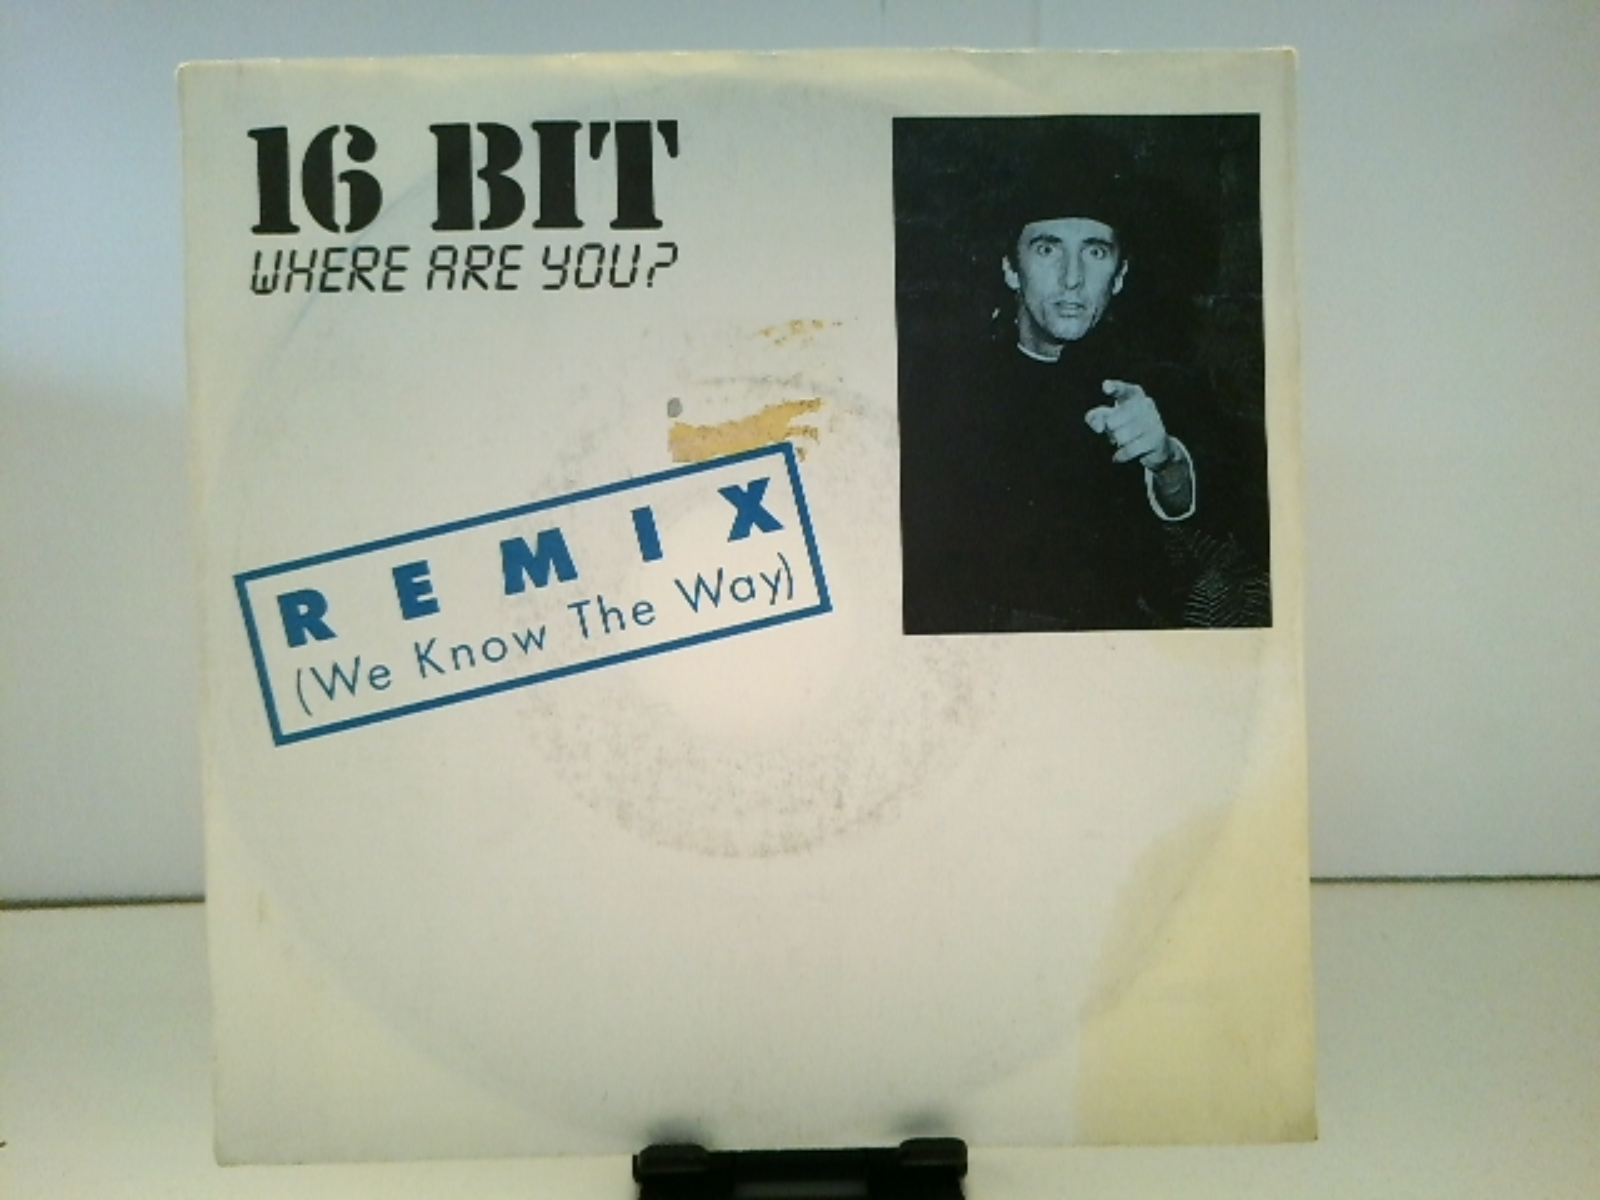 16 BIT
WHERE ARE YOU?
REMIX
(We Know The Way)